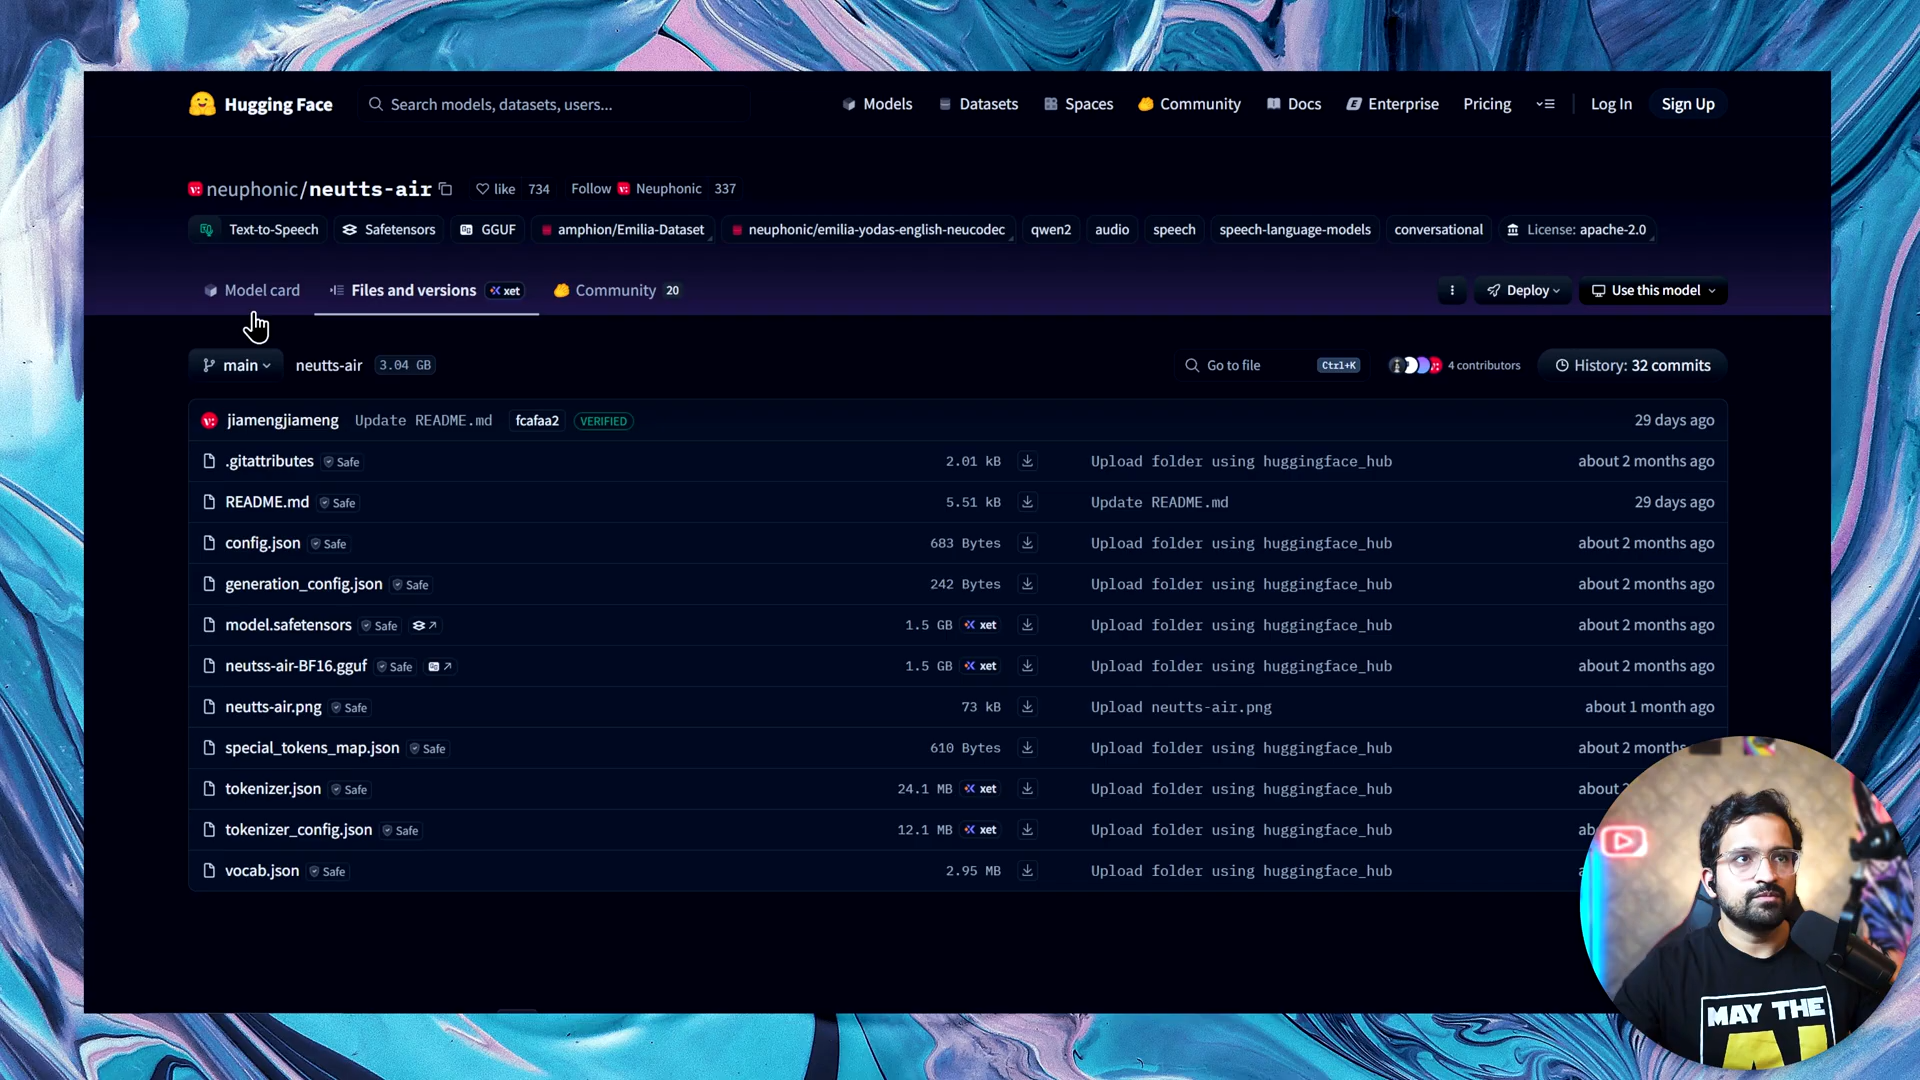 Hugging Face Search models, datasets, users... Models Datasets Spaces Community Docs Enterprise Pricing Log In Sign Up
neuphonic/neutts-air like 734 Follow Neuphonic 337
Text-to-Speech Safetensors GGUF amphion/Emilia-Dataset neuphonic/emilia-yodas-english-neucodec qwen2 audio speech speech-language-models conversational License: apache-2.0
Model card Files and versions xet Community 20 Deploy Use this model
main neutts-air 3.04 GB Go to file Ctrl+K 4 contributors History: 32 commits
jiamengjiameng Update README.md fcafaa2 VERIFIED 29 days ago
.gitattributes Safe 2.01 kB Upload folder using huggingface_hub about 2 months ago
README.md Safe 5.51 kB Update README.md 29 days ago
config.json Safe 683 Bytes Upload folder using huggingface_hub about 2 months ago
generation_config.json Safe 242 Bytes Upload folder using huggingface_hub about 2 months ago
model.safetensors Safe 1.5 GB xet Upload folder using huggingface_hub about 2 months ago
neutss-air-BF16.gguf Safe 1.5 GB xet Upload folder using huggingface_hub about 2 months ago
neutts-air.png Safe 73 kB Upload neutts-air.png about 1 month ago
special_tokens_map.json Safe 610 Bytes Upload folder using huggingface_hub about 2 months
tokenizer.json Safe 24.1 MB xet Upload folder using huggingface_hub about 2
tokenizer_config.json Safe 12.1 MB xet Upload folder using huggingface_hub ab
vocab.json Safe 2.95 MB Upload folder using huggingface_hub
MAY THE
AI